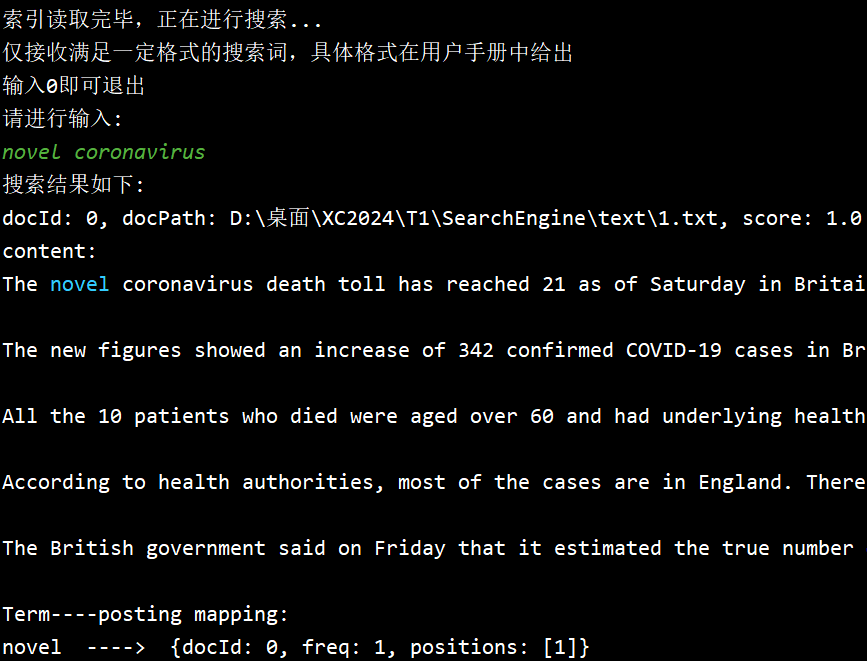 索引读取完毕，正在进行搜索...
仅接收满足一定格式的搜索词，具体格式在用户手册中给出
输入0即可退出
请进行输入:
novel coronavirus
搜索结果如下:
docId: 0, docPath: D:\桌面\XC2024\T1\SearchEngine\text\1.txt, score: 1.0
content:
The novel coronavirus death toll has reached 21 as of Saturday in Britai
The new figures showed an increase of 342 confirmed COVID-19 cases in Br
All the 10 patients who died were aged over 60 and had underlying health
According to health authorities, most of the cases are in England. There
The British government said on Friday that it estimated the true number
Term----posting mapping:
novel  ---->  {docId: 0, freq: 1, positions: [1]}